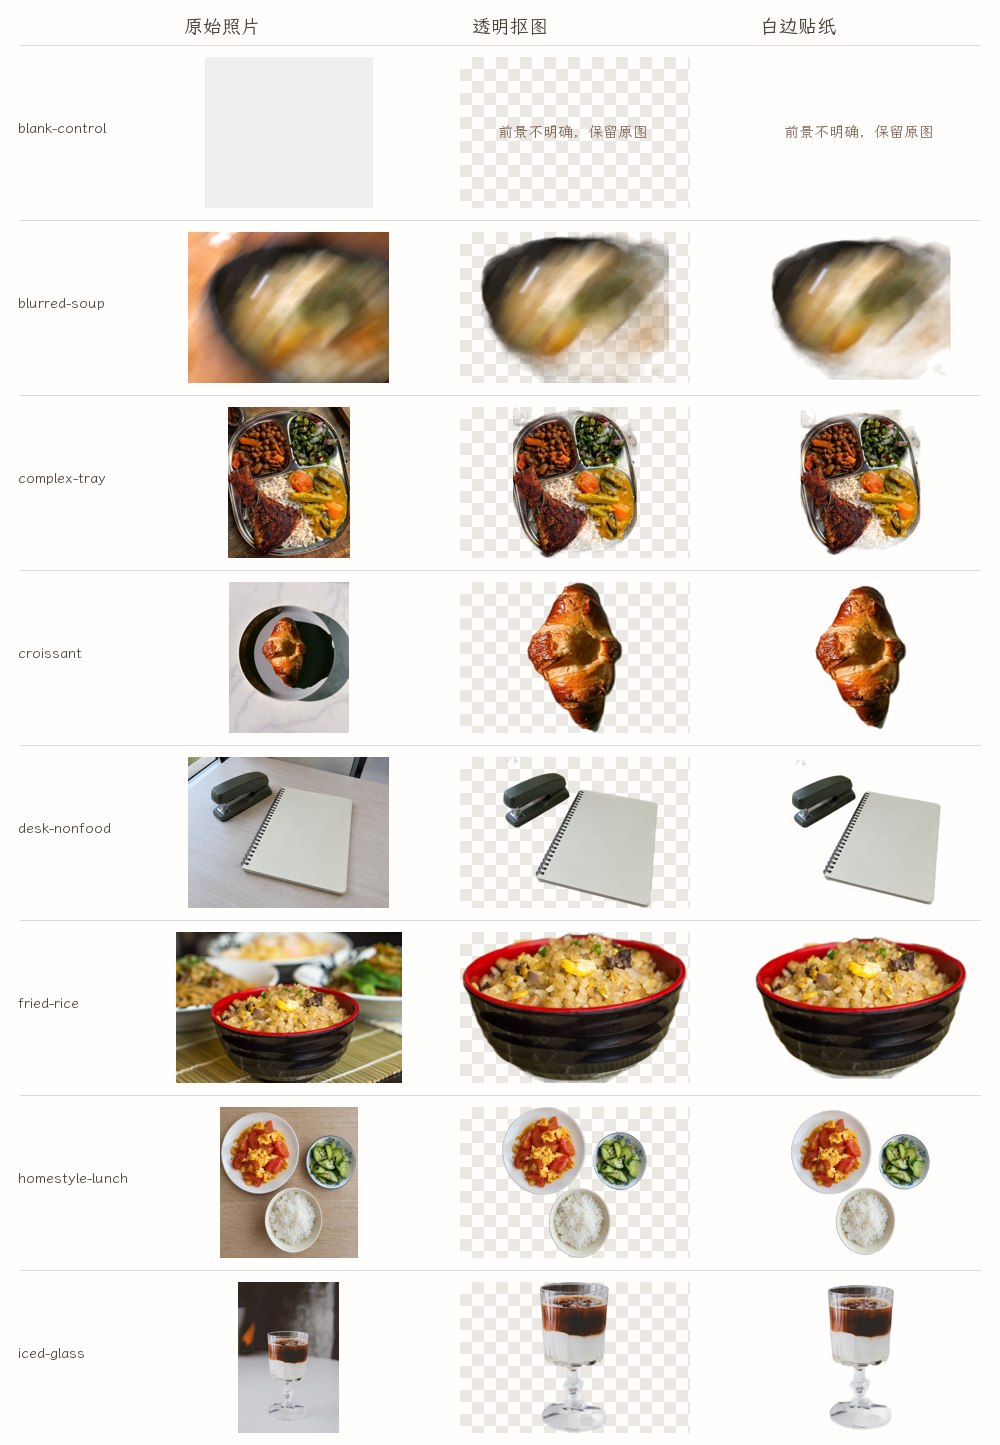 原始照片 透明抠图 白边贴纸
blank-control 前景不明确，保留原图 前景不明确，保留原图
blurred-soup
complex-tray
croissant
desk-nonfood
fried-rice
homestyle-lunch
iced-glass